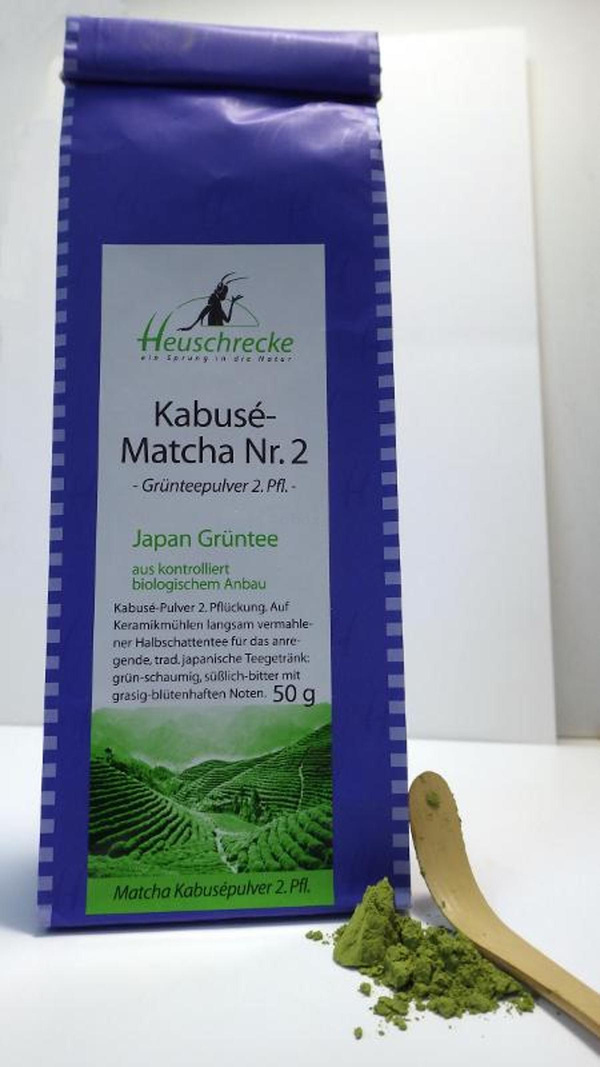 Heuschrecke
ein Sprung in die Natur
Kabusé-
Matcha Nr. 2
- Grünteepulver 2. Pfl. -
Japan Grüntee
aus kontrolliert
biologischem Anbau
Kabusé-Pulver 2. Pflückung. Auf
Keramikmühlen langsam vermahle-
ner Halbschattentee für das anre-
gende, trad. japanische Teegetränk:
grün-schaumig, süßlich-bitter mit
grasig-blütenhaften Noten. 50 g
Matcha Kabusépulver 2. Pfl.